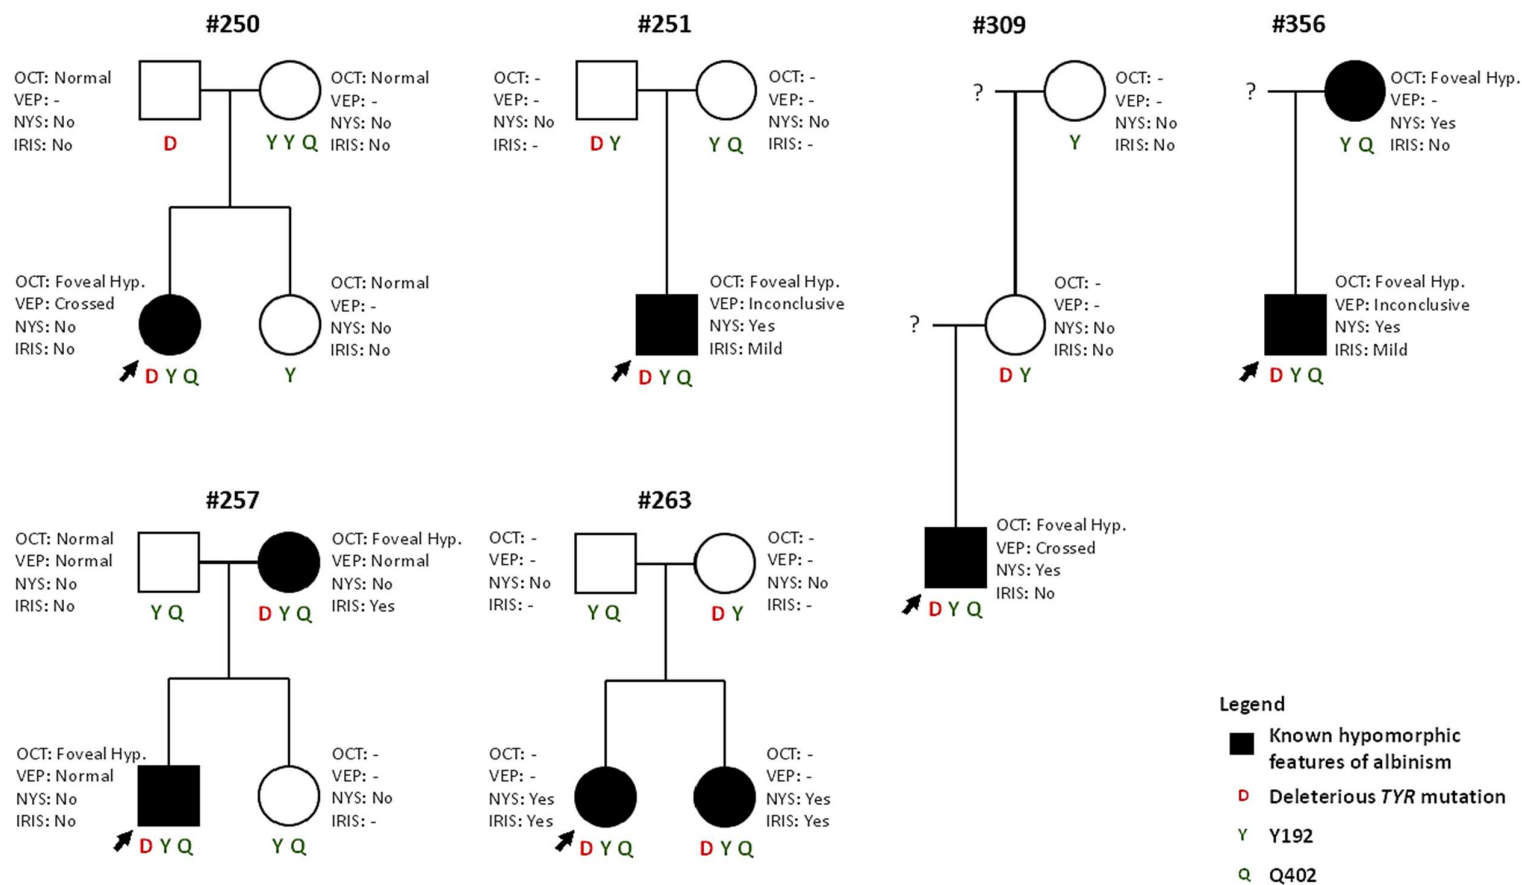 #250
OCT: Normal
VEP: -
NYS: No
IRIS: No
D
OCT: Normal
VEP: -
NYS: No
IRIS: No
Y Y Q
OCT: Foveal Hyp.
VEP: Crossed
NYS: No
IRIS: No
D Y Q
OCT: Normal
VEP: -
NYS: No
IRIS: No
Y
#251
OCT: -
VEP: -
NYS: No
IRIS: -
D Y
OCT: -
VEP: -
NYS: No
IRIS: -
Y Q
OCT: Foveal Hyp.
VEP: Inconclusive
NYS: Yes
IRIS: Mild
D Y Q
#309
?
OCT: -
VEP: -
NYS: No
IRIS: No
Y
?
OCT: -
VEP: -
NYS: No
IRIS: No
D Y
OCT: Foveal Hyp.
VEP: Crossed
NYS: Yes
IRIS: No
D Y Q
#356
?
OCT: Foveal Hyp.
VEP: -
NYS: Yes
IRIS: No
Y Q
OCT: Foveal Hyp.
VEP: Inconclusive
NYS: Yes
IRIS: Mild
D Y Q
#257
OCT: Normal
VEP: Normal
NYS: No
IRIS: No
Y Q
OCT: Foveal Hyp.
VEP: Normal
NYS: No
IRIS: Yes
D Y Q
OCT: Foveal Hyp.
VEP: Normal
NYS: No
IRIS: No
D Y Q
OCT: -
VEP: -
NYS: No
IRIS: -
Y Q
#263
OCT: -
VEP: -
NYS: No
IRIS: -
Y Q
OCT: -
VEP: -
NYS: No
IRIS: -
D Y
OCT: -
VEP: -
NYS: Yes
IRIS: Yes
D Y Q
OCT: -
VEP: -
NYS: Yes
IRIS: Yes
D Y Q
Legend
Known hypomorphic
features of albinism
D Deleterious TYR mutation
Y Y192
Q Q402